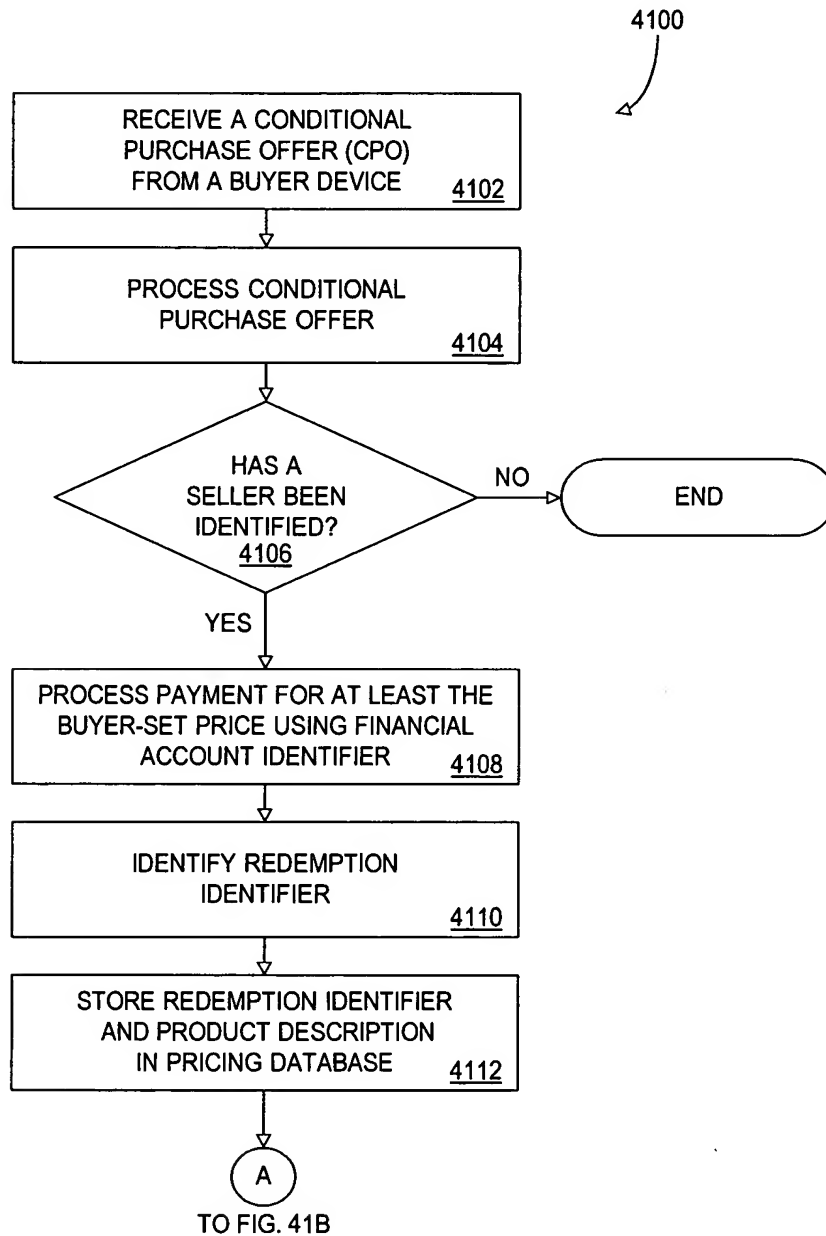 4100
RECEIVE A CONDITIONAL
PURCHASE OFFER (CPO)
FROM A BUYER DEVICE
4102
PROCESS CONDITIONAL
PURCHASE OFFER
4104
HAS A
SELLER BEEN
IDENTIFIED?
4106
NO
END
YES
PROCESS PAYMENT FOR AT LEAST THE
BUYER-SET PRICE USING FINANCIAL
ACCOUNT IDENTIFIER
4108
IDENTIFY REDEMPTION
IDENTIFIER
4110
STORE REDEMPTION IDENTIFIER
AND PRODUCT DESCRIPTION
IN PRICING DATABASE
4112
A
TO FIG. 41B